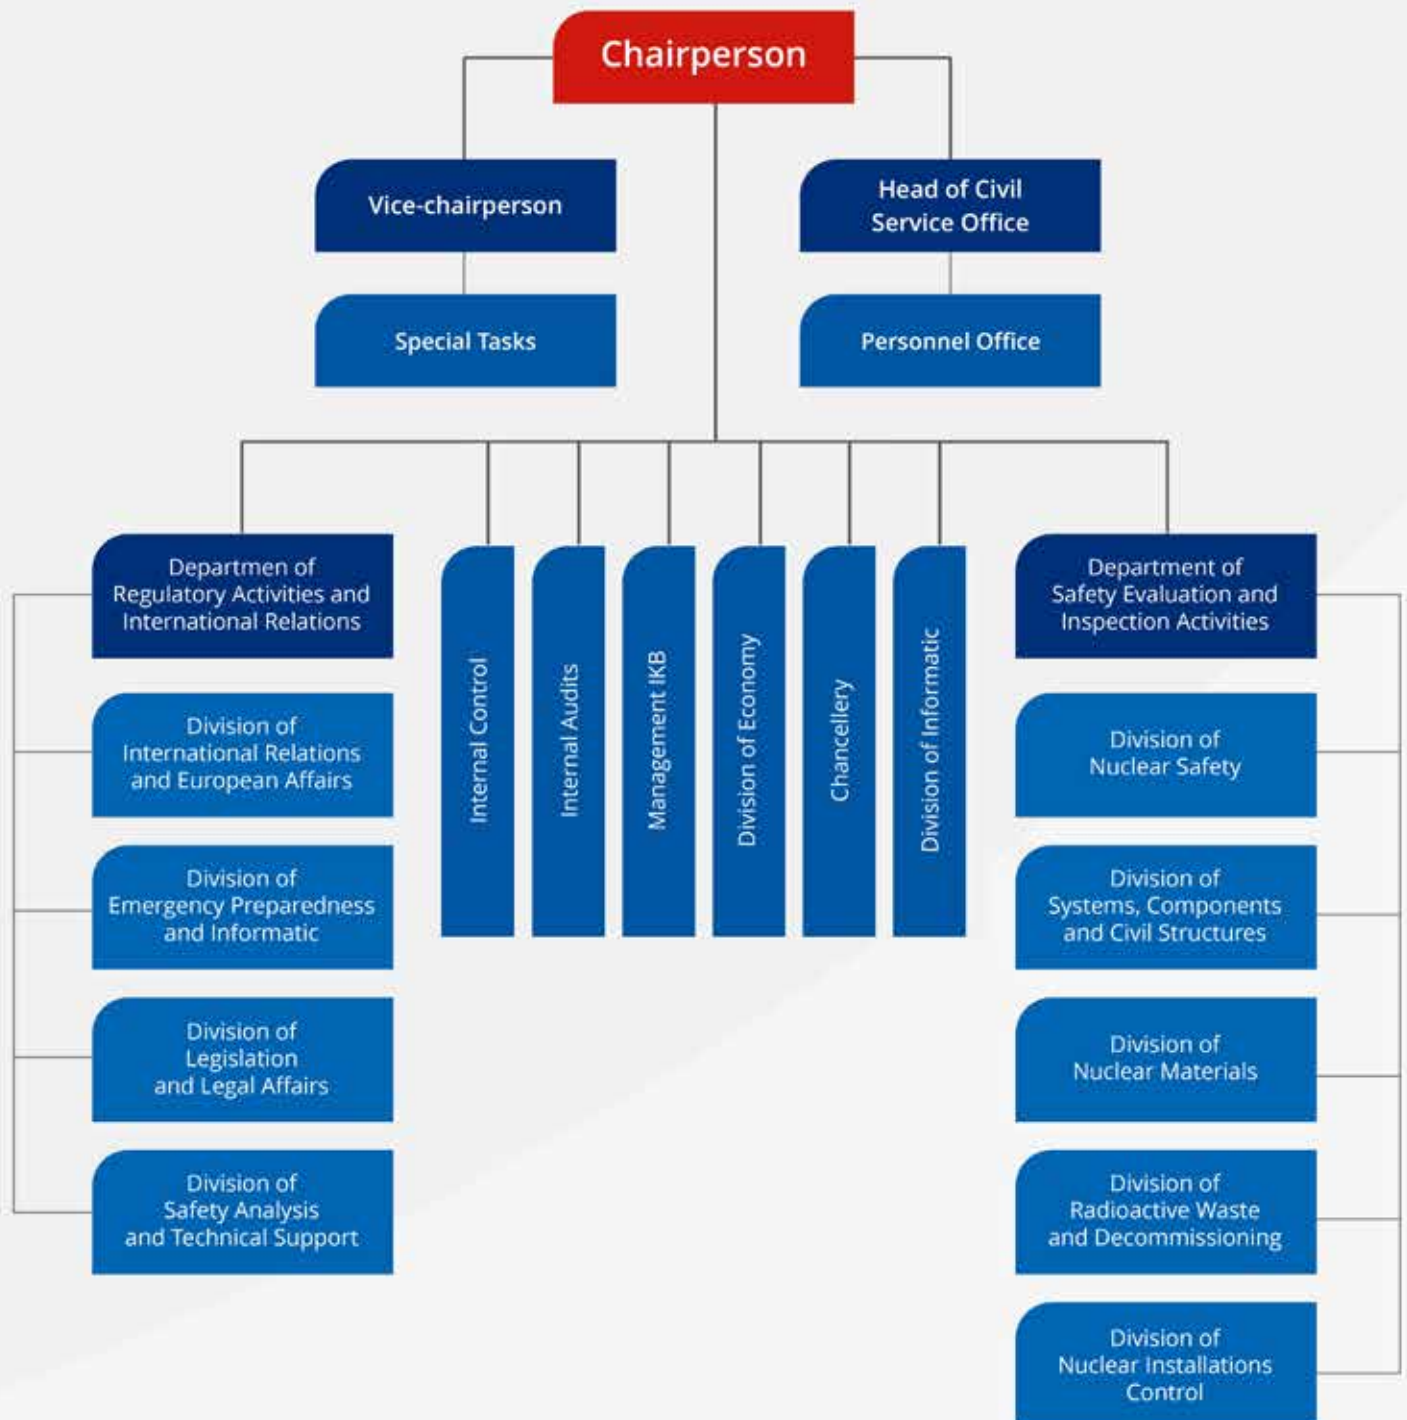 Chairperson
Vice-chairperson
Head of Civil
Service Office
Special Tasks
Personnel Office
Departmen of
Regulatory Activities and
International Relations
Division of
International Relations
and European Affairs
Division of
Emergency Preparedness
and Informatic
Division of
Legislation
and Legal Affairs
Division of
Safety Analysis
and Technical Support
Internal Control
Internal Audits
Management IKB
Division of Economy
Chancellery
Division of Informatic
Department of
Safety Evaluation and
Inspection Activities
Division of
Nuclear Safety
Division of
Systems, Components
and Civil Structures
Division of
Nuclear Materials
Division of
Radioactive Waste
and Decommissioning
Division of
Nuclear Installations
Control